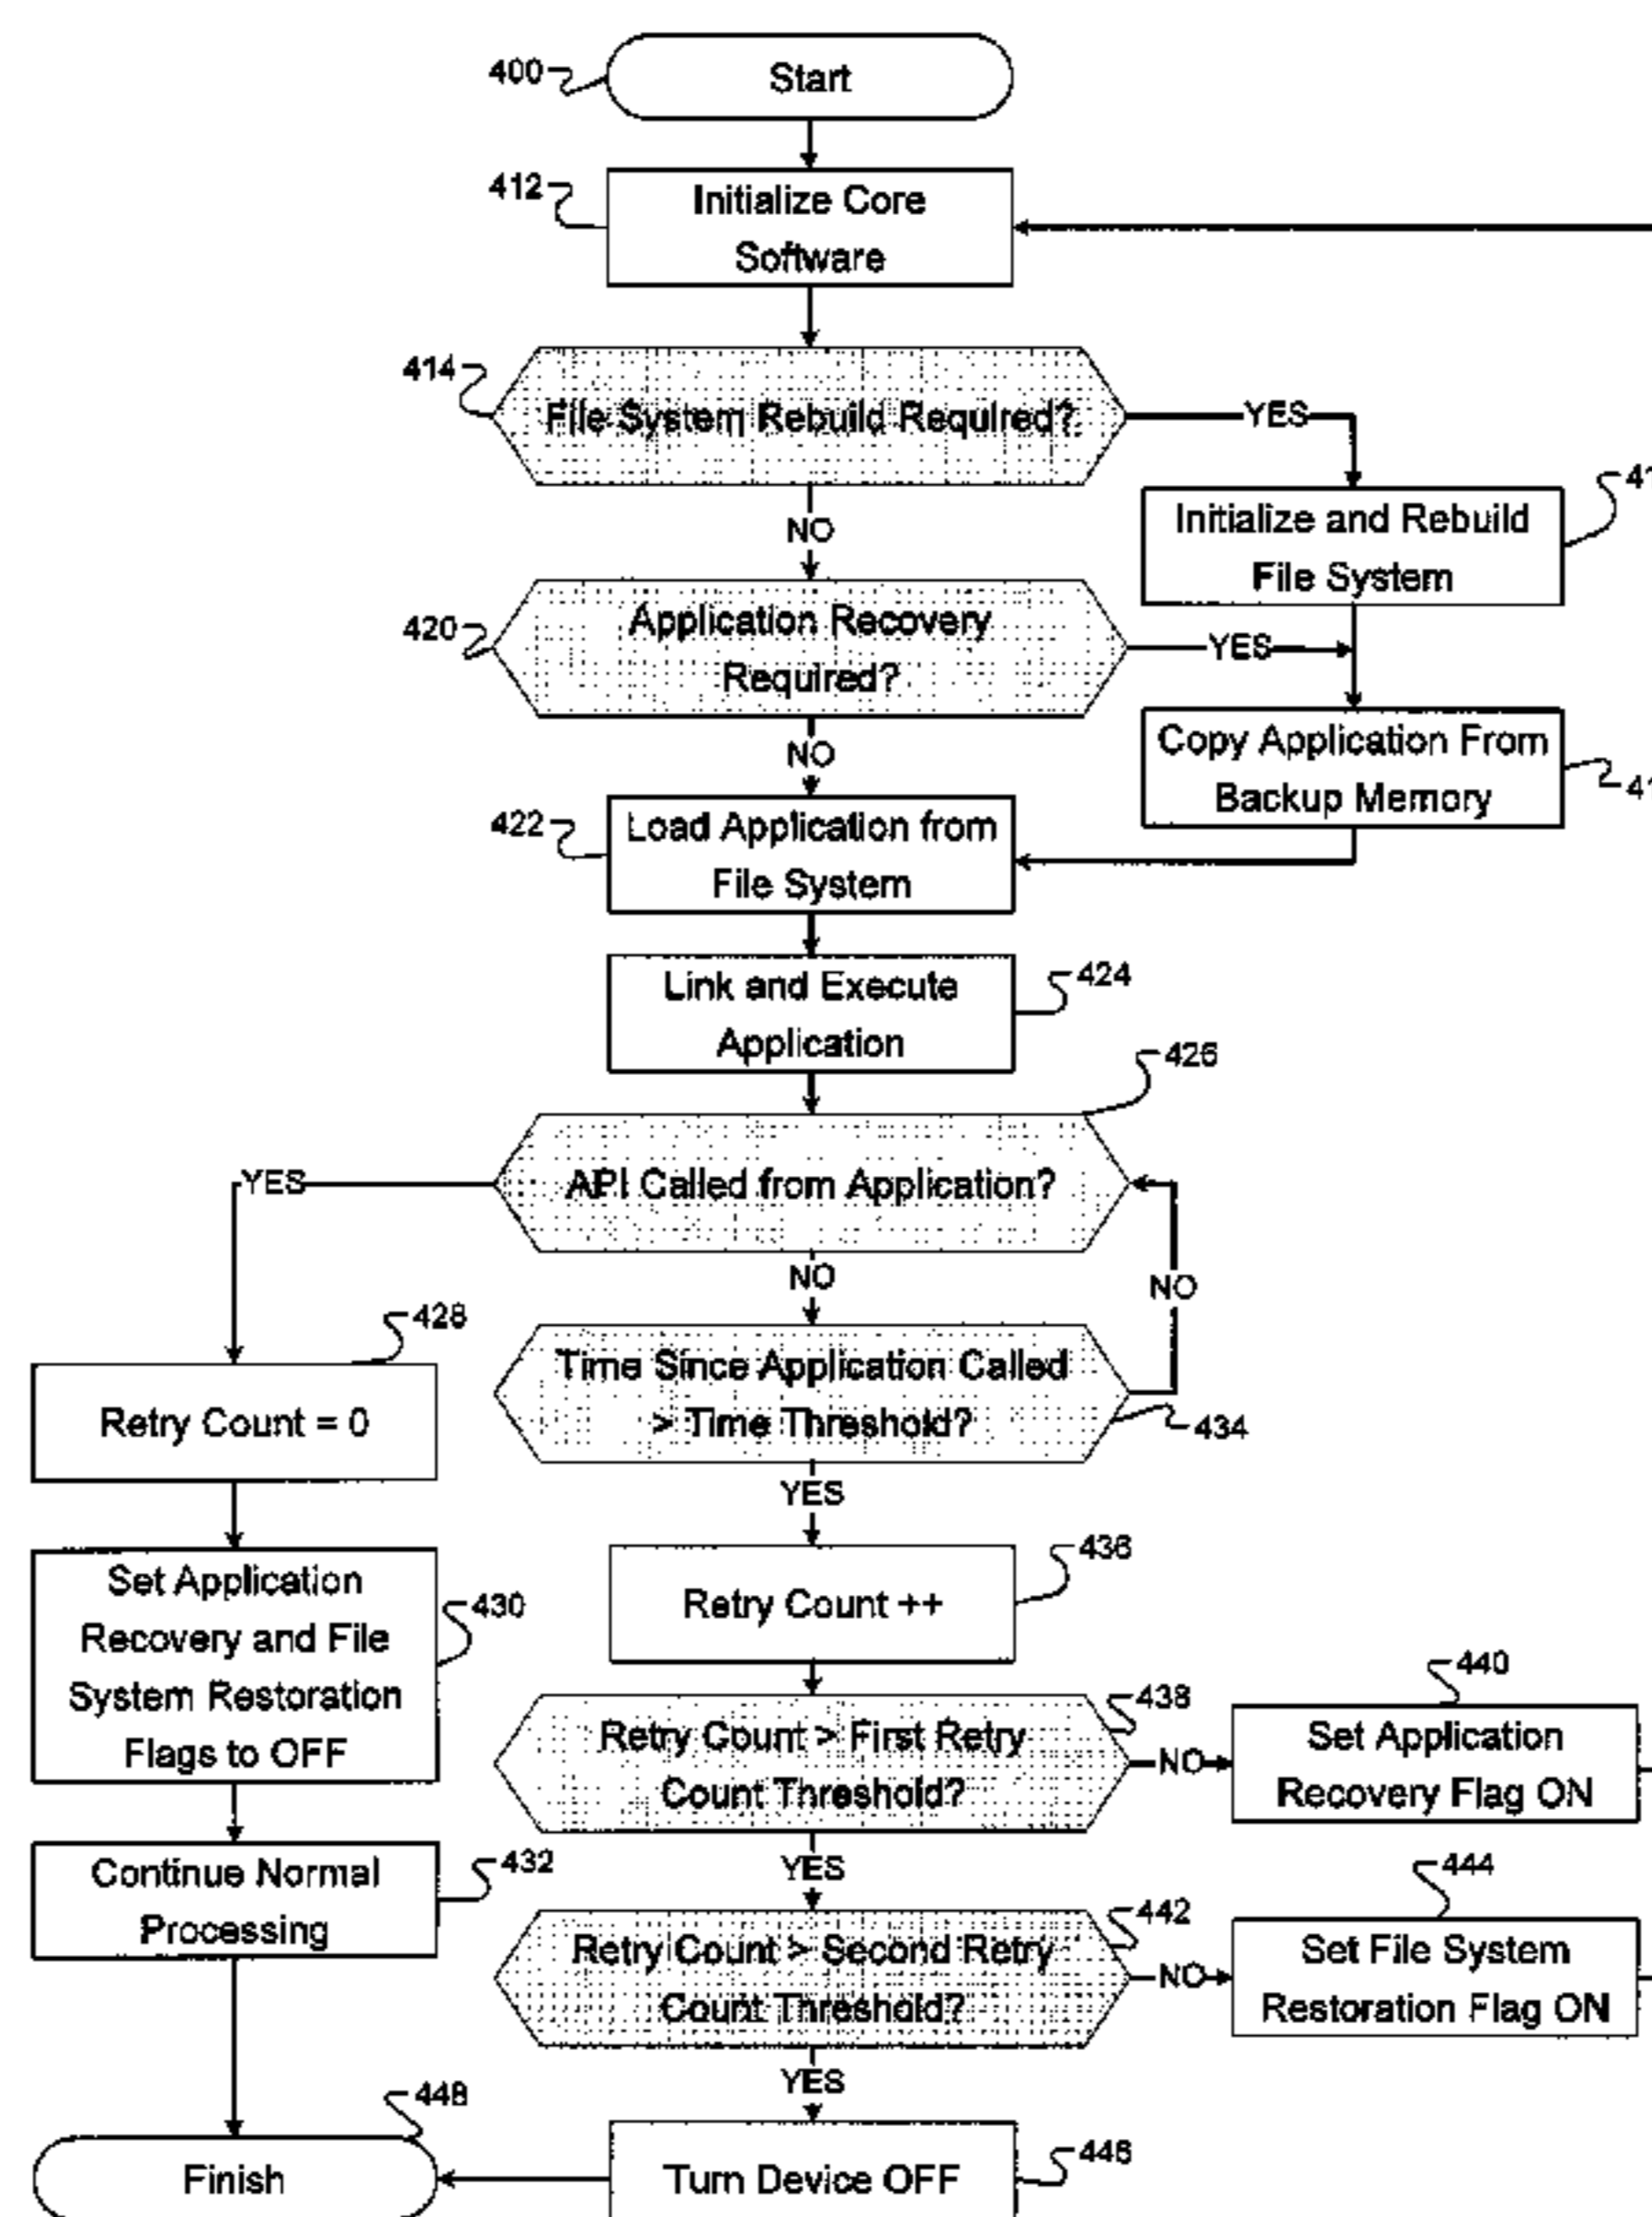 400
Start
412
Initialize Core
Software
414
File System Rebuild Required?
YES
NO
Initialize and Rebuild
File System
41
420
Application Recovery
Required?
YES
NO
Copy Application From
Backup Memory
41
422
Load Application from
File System
Link and Execute
Application
424
426
API Called from Application?
YES
NO
NO
428
Retry Count = 0
Time Since Application Called
> Time Threshold?
434
YES
Set Application
Recovery and File
System Restoration
Flags to OFF
430
Retry Count ++
436
Retry Count > First Retry
Count Threshold?
438
NO
440
Set Application
Recovery Flag ON
YES
Continue Normal
Processing
432
Retry Count > Second Retry
Count Threshold?
442
NO
444
Set File System
Restoration Flag ON
YES
448
Finish
Turn Device OFF
446